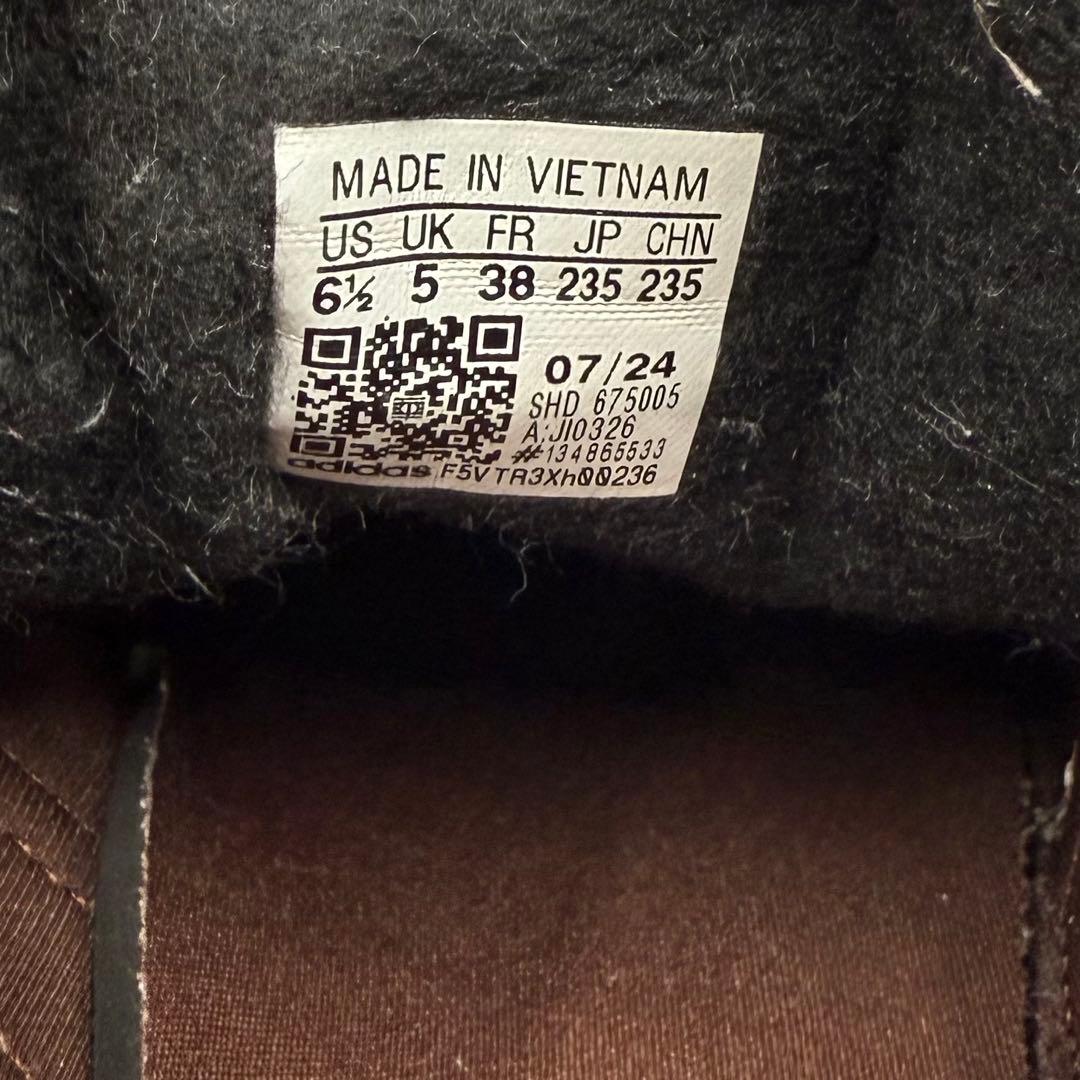 MADE IN VIETNAM
US UK FR JP CHN
6½ 5 38 235 235
07/24
SHD 675005
A:JI0326
#134865533
adidas F5VTR3Xh00236